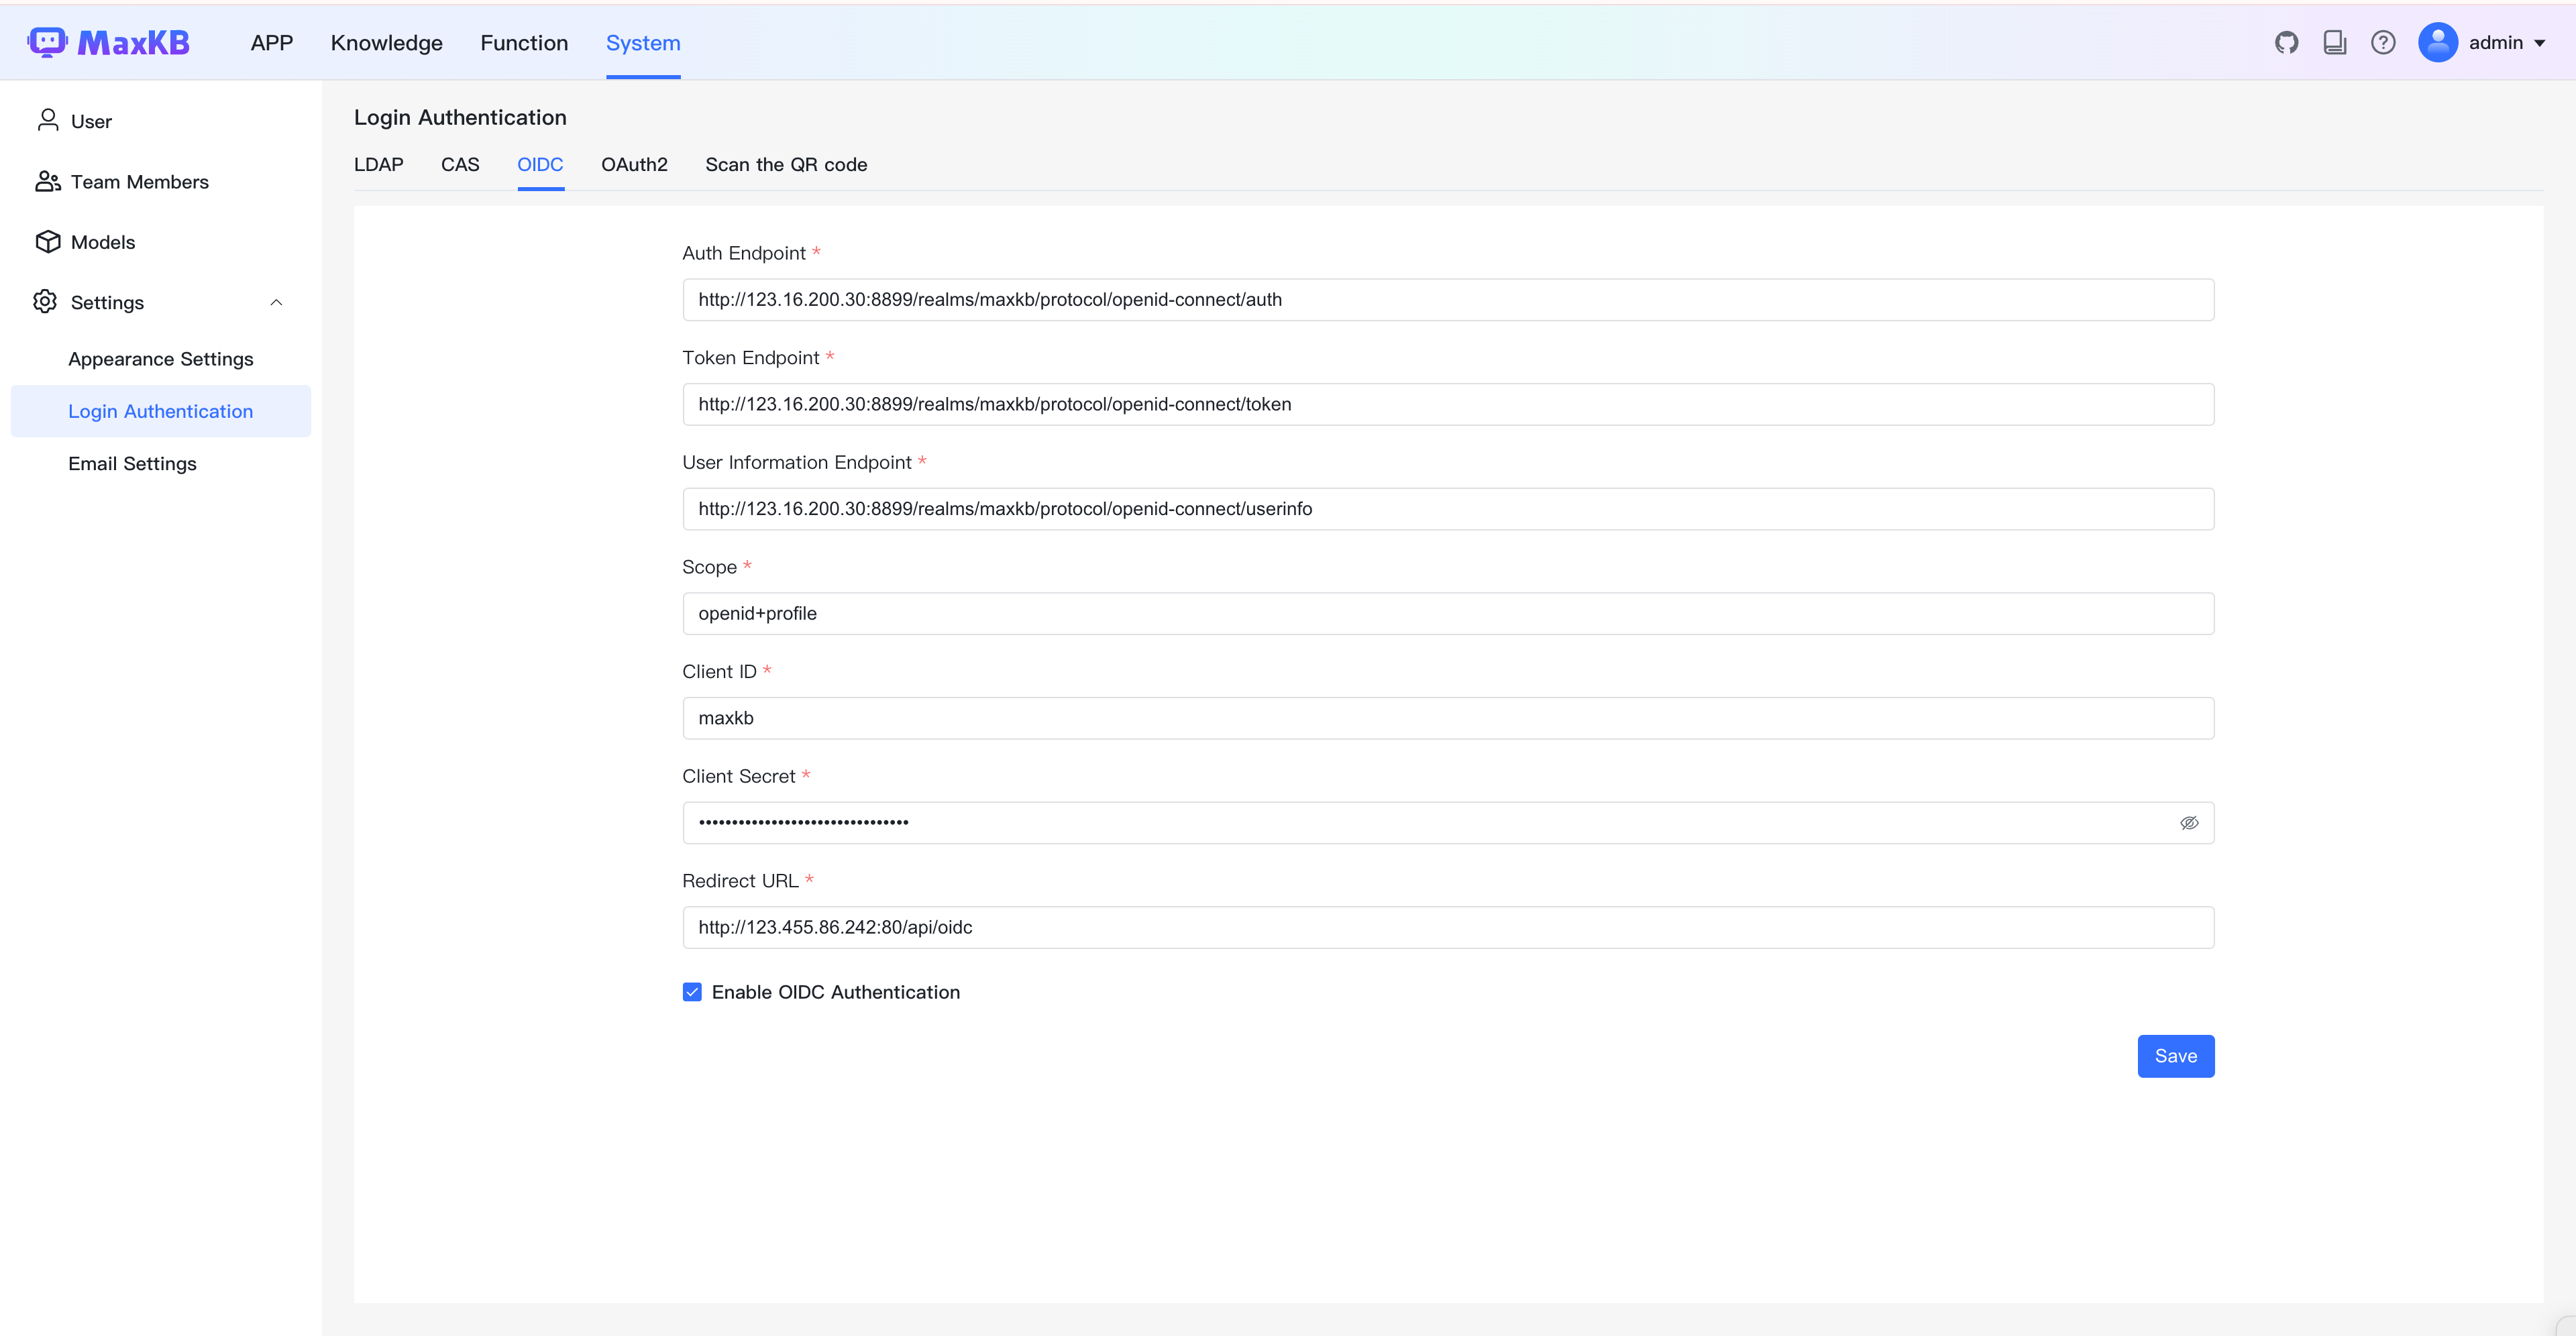 MaxKB
APP Knowledge Function System
admin
User
Team Members
Models
Settings
Appearance Settings
Login Authentication
Email Settings
Login Authentication
LDAP CAS OIDC OAuth2 Scan the QR code
Auth Endpoint *
http://123.16.200.30:8899/realms/maxkb/protocol/openid-connect/auth
Token Endpoint *
http://123.16.200.30:8899/realms/maxkb/protocol/openid-connect/token
User Information Endpoint *
http://123.16.200.30:8899/realms/maxkb/protocol/openid-connect/userinfo
Scope *
openid+profile
Client ID *
maxkb
Client Secret *
••••••••••••••••••••••••••••••••
Redirect URL *
http://123.455.86.242:80/api/oidc
Enable OIDC Authentication
Save